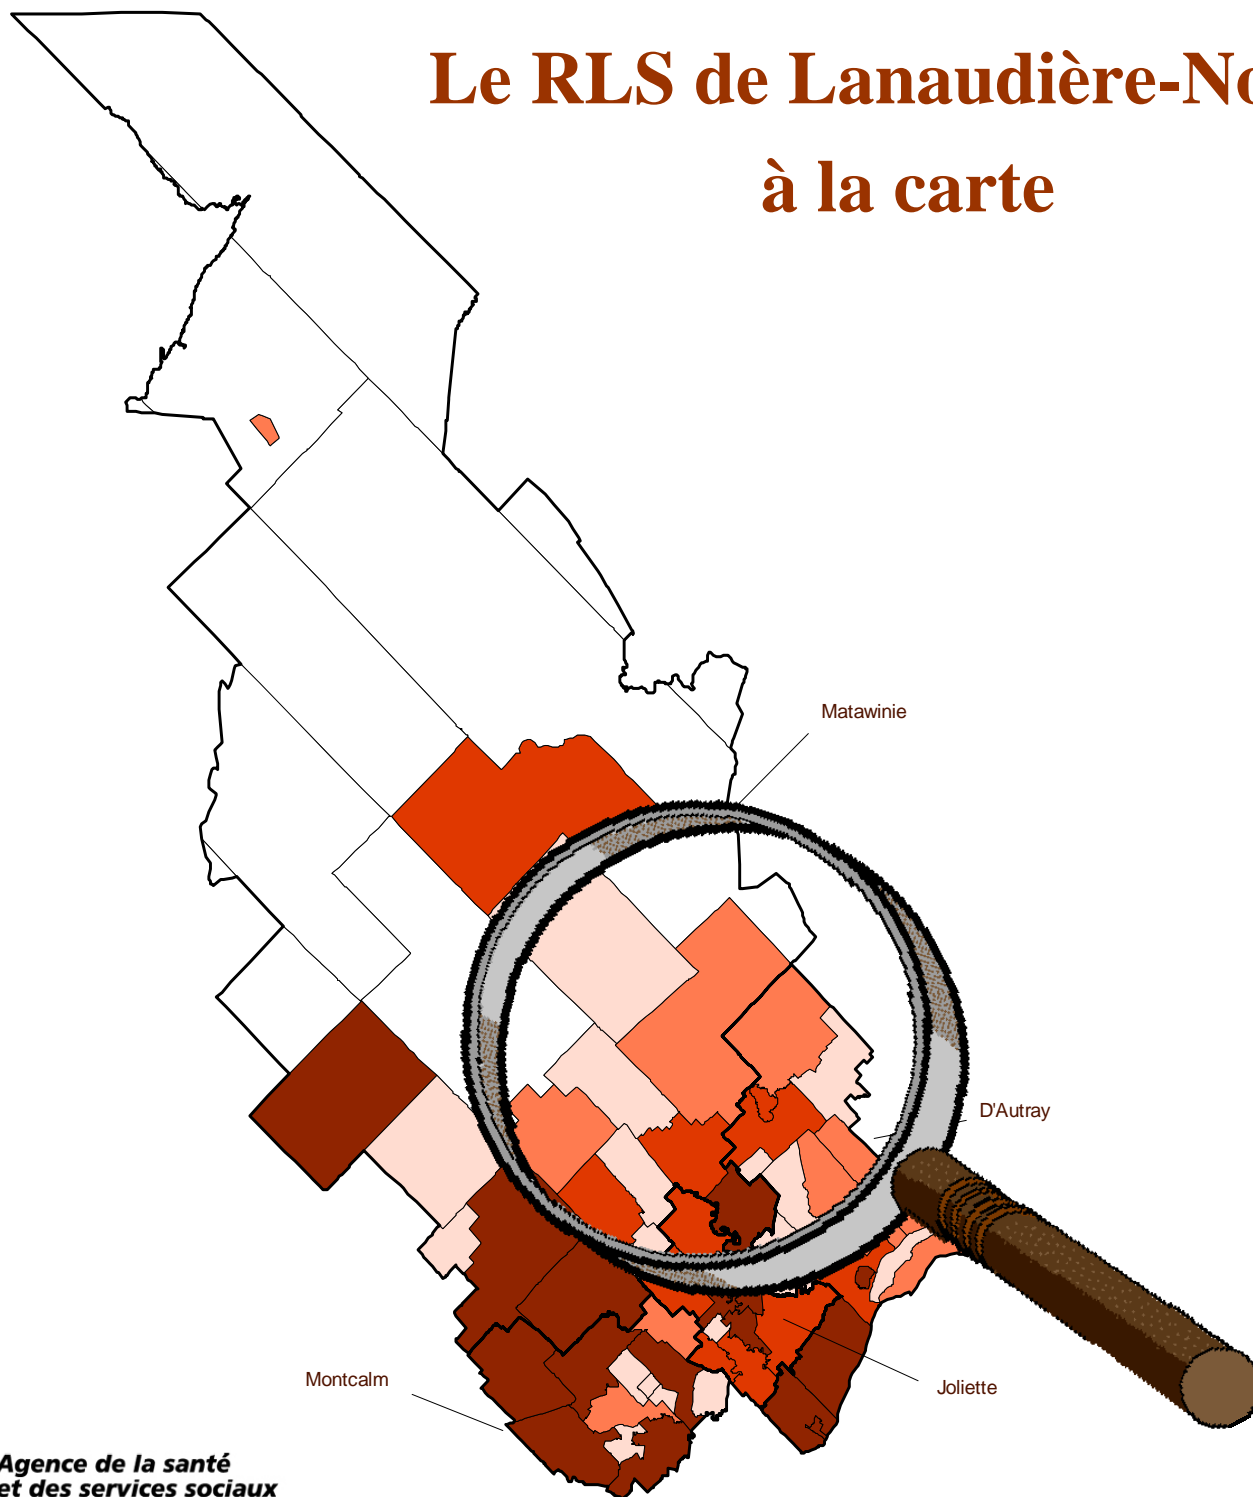 Le RLS de Lanaudière-No
à la carte
Matawinie
D'Autray
Montcalm
Joliette
Agence de la santé
et des services sociaux